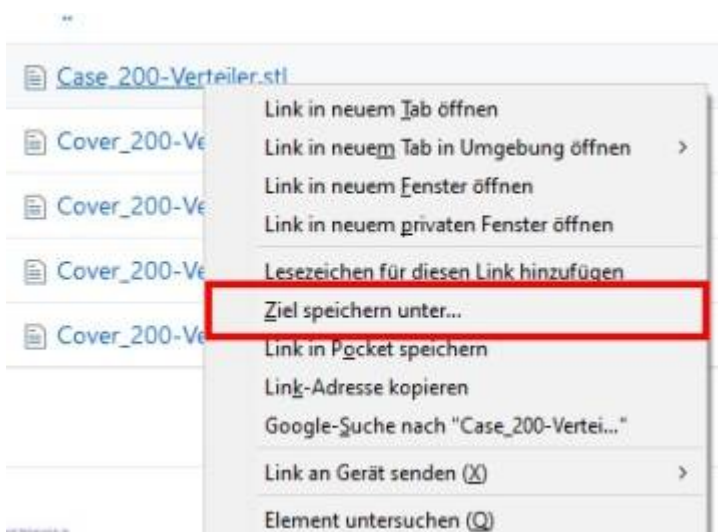 ..
Case_200-Verteiler.stl
Link in neuem Tab öffnen
Cover_200-Ve
Link in neuem Tab in Umgebung öffnen >
Link in neuem Fenster öffnen
Cover_200-Ve
Link in neuem privaten Fenster öffnen
Cover_200-Ve
Lesezeichen für diesen Link hinzufügen
Ziel speichern unter...
Cover_200-Ve
Link in Pocket speichern
Link-Adresse kopieren
Google-Suche nach "Case_200-Vertei..."
Link an Gerät senden (X) >
Element untersuchen (Q)